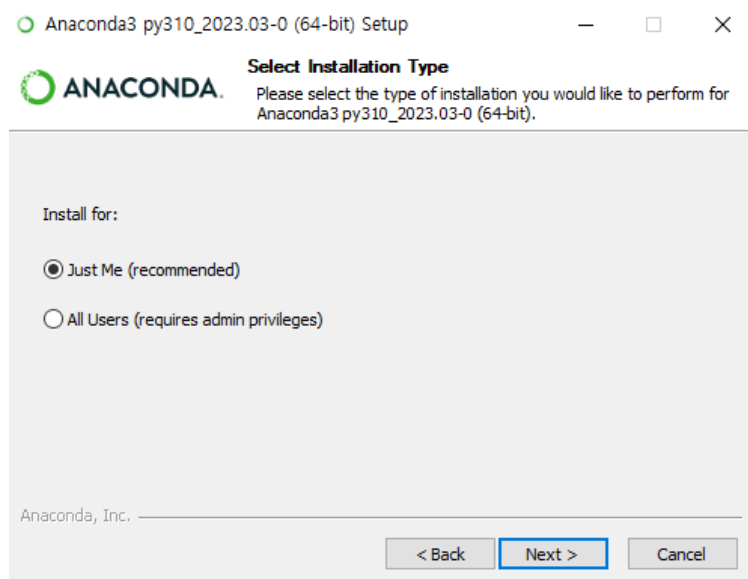 Anaconda3 py310_2023.03-0 (64-bit) Setup
ANACONDA.
Select Installation Type
Please select the type of installation you would like to perform for
Anaconda3 py310_2023.03-0 (64-bit).
Install for:
Just Me (recommended)
All Users (requires admin privileges)
Anaconda, Inc.
< Back Next > Cancel